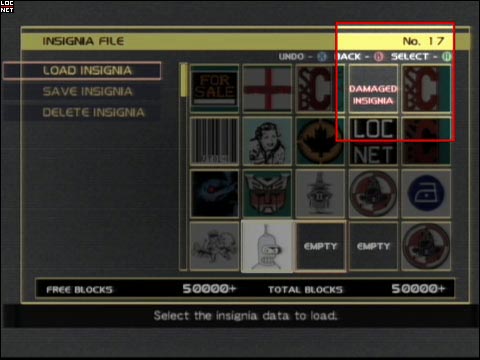 LOC
NET
INSIGNIA FILE
No. 17
UNDO - X BACK - B SELECT - A
LOAD INSIGNIA
SAVE INSIGNIA
DELETE INSIGNIA
FOR
SALE
SBC
DAMAGED
INSIGNIA
LOC
NET
EMPTY
EMPTY
FREE BLOCKS 50000+ TOTAL BLOCKS 50000+
Select the insignia data to load.